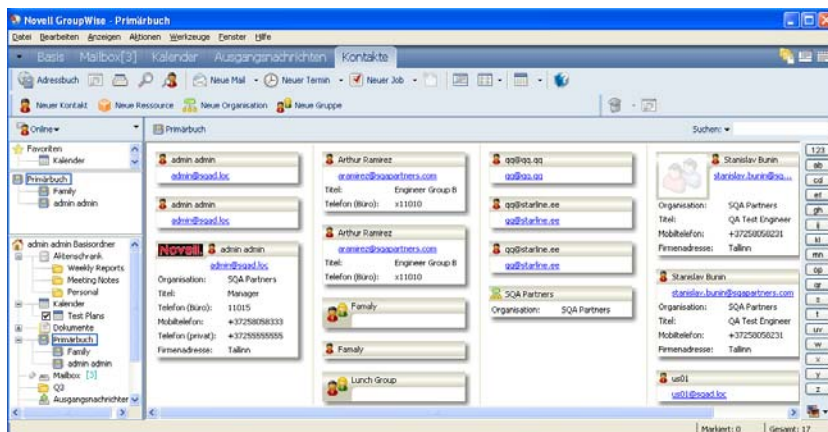 Novell GroupWise - Primärbuch
Datei Bearbeiten Anzeigen Aktionen Werkzeuge Fenster Hilfe
Basis Mailbox[3] Kalender Ausgangsnachrichten Kontakte
Adressbuch Neue Mail Neuer Termin Neuer Job
Neuer Kontakt Neue Ressource Neue Organisation Neue Gruppe
Online
Primärbuch
Suchen:
Favoriten
Kalender
Primärbuch
Family
admin admin
admin admin Basisordner
Aktenschrank
Weekly Reports
Meeting Notes
Personal
Kalender
Test Plans
Dokumente
Primärbuch
Family
admin admin
Mailbox [3]
Q3
Ausgangsnachrichten
admin admin
admin@sqad.loc
admin admin
admin@sqad.loc
Novell. admin admin
admin@sqad.loc
Organisation: SQA Partners
Titel: Manager
Telefon (Büro): 11015
Mobiltelefon: +37258058333
Telefon (privat): +37255555555
Firmenadresse: Tallinn
Arthur Ramirez
aramirez@sqapartners.com
Titel: Engineer Group B
Telefon (Büro): x11010
Arthur Ramirez
aramirez@sqapartners.com
Titel: Engineer Group B
Telefon (Büro): x11010
Famaly
Famaly
Lunch Group
qq@qq.qq
qq@qq.qq
qq@starline.ee
qq@starline.ee
qq@starline.ee
qq@starline.ee
SQA Partners
Organisation: SQA Partners
Stanislav Bunin
stanislav.bunin@sq...
Organisation: SQA Partners
Titel: QA Test Engineer
Mobiltelefon: +37258058231
Firmenadresse: Tallinn
Stanislav Bunin
stanislav.bunin@sqapartners.com
Organisation: SQA Partners
Titel: QA Test Engineer
Mobiltelefon: +37258058231
Firmenadresse: Tallinn
us01
us01@sqad.loc
123
ab
cd
ef
gh
ij
kl
mn
op
qr
s
t
uv
w
x
y
z
Markiert: 0 Gesamt: 17